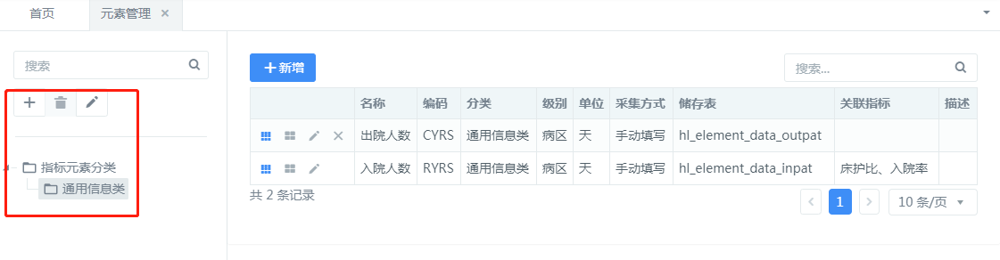 首页 元素管理
搜索
指标元素分类
通用信息类
新增 搜索...
名称 编码 分类 级别 单位 采集方式 储存表 关联指标 描述
出院人数 CYRS 通用信息类 病区 天 手动填写 hl_element_data_outpat
入院人数 RYRS 通用信息类 病区 天 手动填写 hl_element_data_inpat 床护比、入院率
共 2 条记录 1 10 条/页